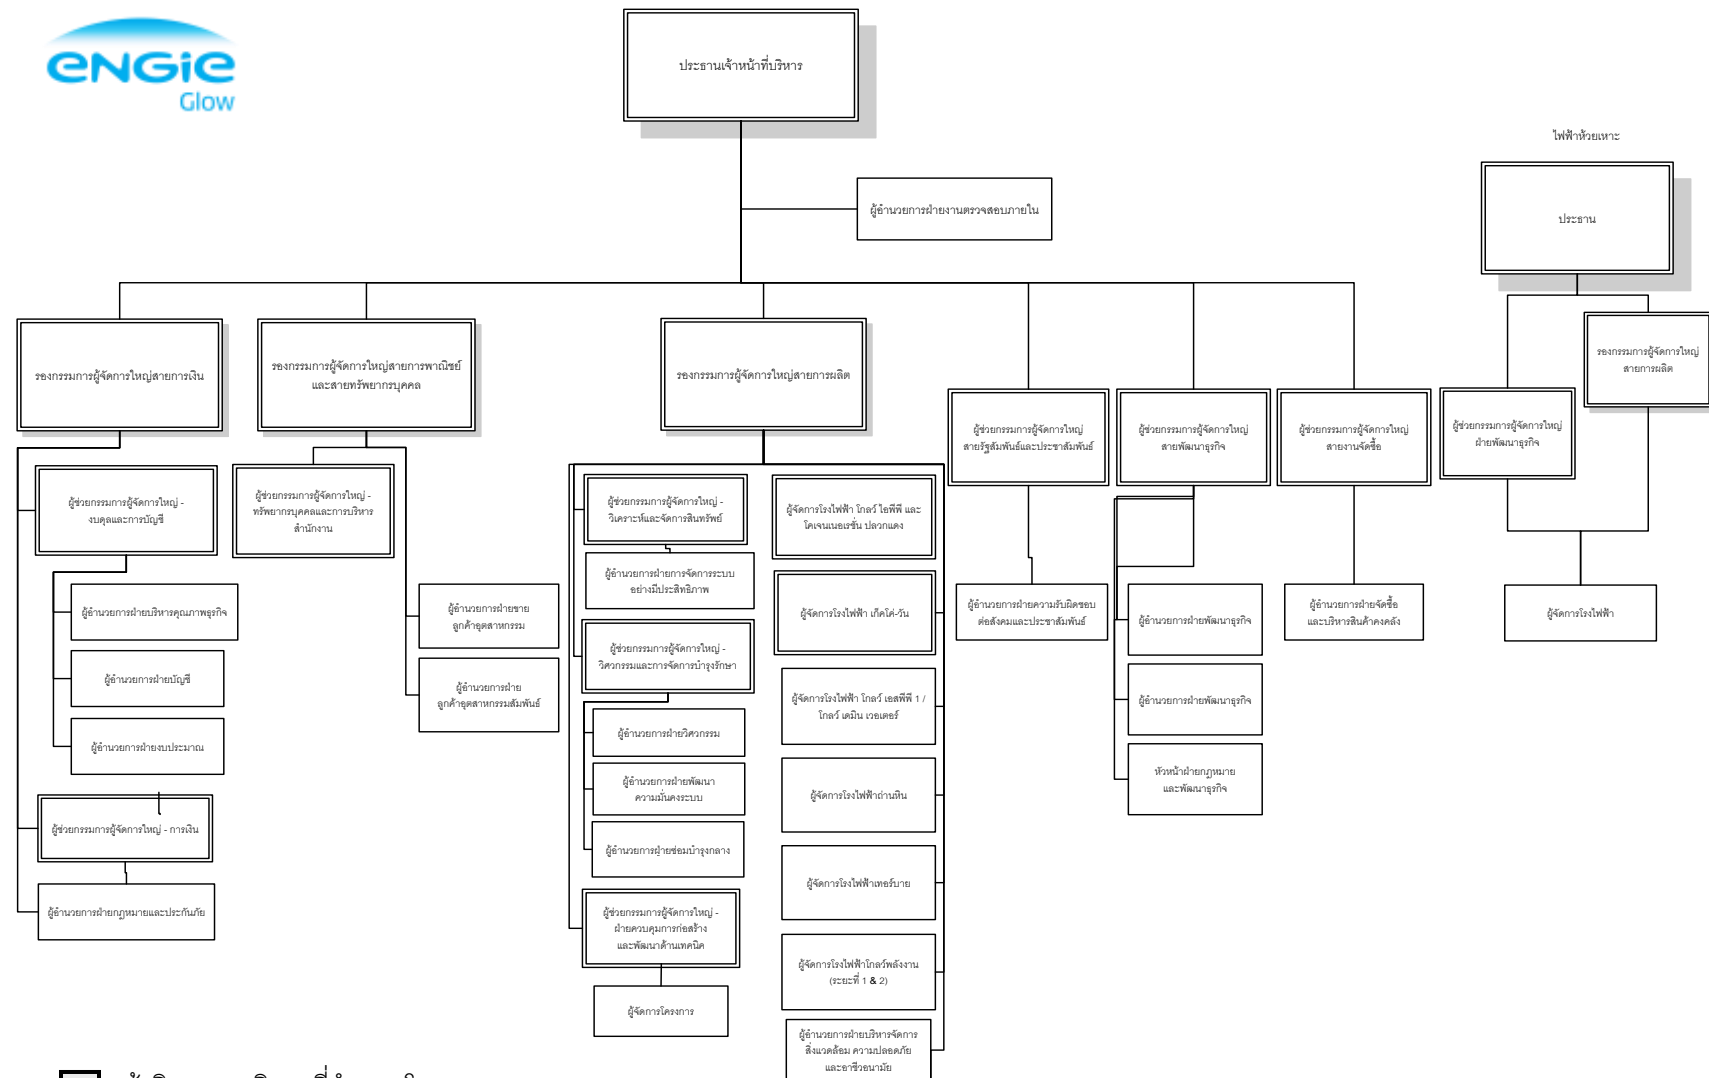 ENGIE
Glow
ประธานเจ้าหน้าที่บริหาร
ผู้อำนวยการฝ่ายงานตรวจสอบภายใน
ไฟฟ้าห้วยเหาะ
ประธาน
รองกรรมการผู้จัดการใหญ่สายการเงิน
รองกรรมการผู้จัดการใหญ่สายการพาณิชย์
และสายทรัพยากรบุคคล
รองกรรมการผู้จัดการใหญ่สายการผลิต
ผู้ช่วยกรรมการผู้จัดการใหญ่
สายรัฐสัมพันธ์และประชาสัมพันธ์
ผู้ช่วยกรรมการผู้จัดการใหญ่
สายพัฒนาธุรกิจ
ผู้ช่วยกรรมการผู้จัดการใหญ่
สายงานจัดซื้อ
ผู้ช่วยกรรมการผู้จัดการใหญ่
ฝ่ายพัฒนาธุรกิจ
รองกรรมการผู้จัดการใหญ่
สายการผลิต
ผู้ช่วยกรรมการผู้จัดการใหญ่ -
งบดุลและการบัญชี
ผู้อำนวยการฝ่ายบริหารคุณภาพธุรกิจ
ผู้อำนวยการฝ่ายบัญชี
ผู้อำนวยการฝ่ายงบประมาณ
ผู้ช่วยกรรมการผู้จัดการใหญ่ - การเงิน
ผู้อำนวยการฝ่ายกฎหมายและประกันภัย
ผู้ช่วยกรรมการผู้จัดการใหญ่ -
ทรัพยากรบุคคลและการบริหาร
สำนักงาน
ผู้อำนวยการฝ่ายขาย
ลูกค้าอุตสาหกรรม
ผู้อำนวยการฝ่าย
ลูกค้าอุตสาหกรรมสัมพันธ์
ผู้ช่วยกรรมการผู้จัดการใหญ่ -
วิเคราะห์และจัดการสินทรัพย์
ผู้อำนวยการฝ่ายการจัดการระบบ
อย่างมีประสิทธิภาพ
ผู้ช่วยกรรมการผู้จัดการใหญ่ -
วิศวกรรมและการจัดการบำรุงรักษา
ผู้อำนวยการฝ่ายวิศวกรรม
ผู้อำนวยการฝ่ายพัฒนา
ความมั่นคงระบบ
ผู้อำนวยการฝ่ายซ่อมบำรุงกลาง
ผู้ช่วยกรรมการผู้จัดการใหญ่ -
ฝ่ายควบคุมการก่อสร้าง
และพัฒนาด้านเทคนิค
ผู้จัดการโครงการ
ผู้จัดการโรงไฟฟ้า โกลว์ ไอพีพี และ
โคเจนเนอเรชั่น ปลวกแดง
ผู้จัดการโรงไฟฟ้า เก็คโค่-วัน
ผู้จัดการโรงไฟฟ้า โกลว์ เอสพีพี 1 /
โกลว์ เดมิน เวอเตอร์
ผู้จัดการโรงไฟฟ้าถ่านหิน
ผู้จัดการโรงไฟฟ้าเทอร์บาย
ผู้จัดการโรงไฟฟ้าโกลว์พลังงาน
(ระยะที่ 1 & 2)
ผู้อำนวยการฝ่ายบริหารจัดการ
สิ่งแวดล้อม ความปลอดภัย
และอาชีวอนามัย
ผู้อำนวยการฝ่ายความรับผิดชอบ
ต่อสังคมและประชาสัมพันธ์
ผู้อำนวยการฝ่ายพัฒนาธุรกิจ
ผู้อำนวยการฝ่ายพัฒนาธุรกิจ
หัวหน้าฝ่ายกฎหมาย
และพัฒนาธุรกิจ
ผู้อำนวยการฝ่ายจัดซื้อ
และบริหารสินค้าคงคลัง
ผู้จัดการโรงไฟฟ้า